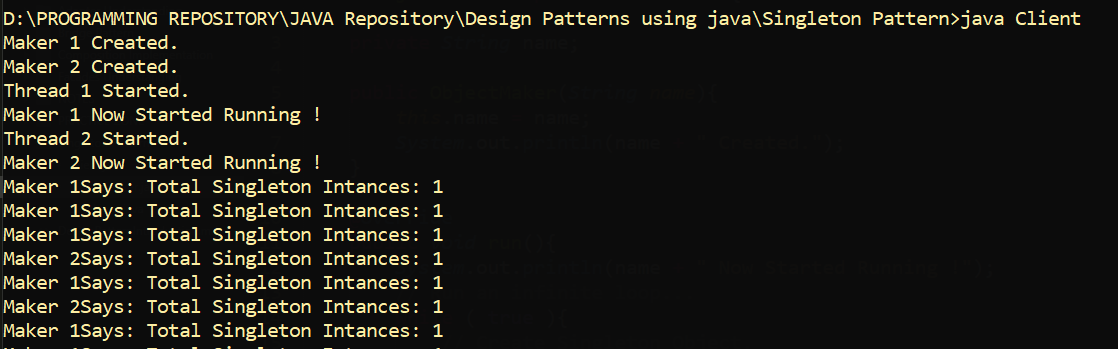 D:\PROGRAMMING REPOSITORY\JAVA Repository\Design Patterns using java\Singleton Pattern>java Client
Maker 1 Created.
Maker 2 Created.
Thread 1 Started.
Maker 1 Now Started Running !
Thread 2 Started.
Maker 2 Now Started Running !
Maker 1Says: Total Singleton Intances: 1
Maker 1Says: Total Singleton Intances: 1
Maker 1Says: Total Singleton Intances: 1
Maker 2Says: Total Singleton Intances: 1
Maker 1Says: Total Singleton Intances: 1
Maker 2Says: Total Singleton Intances: 1
Maker 1Says: Total Singleton Intances: 1